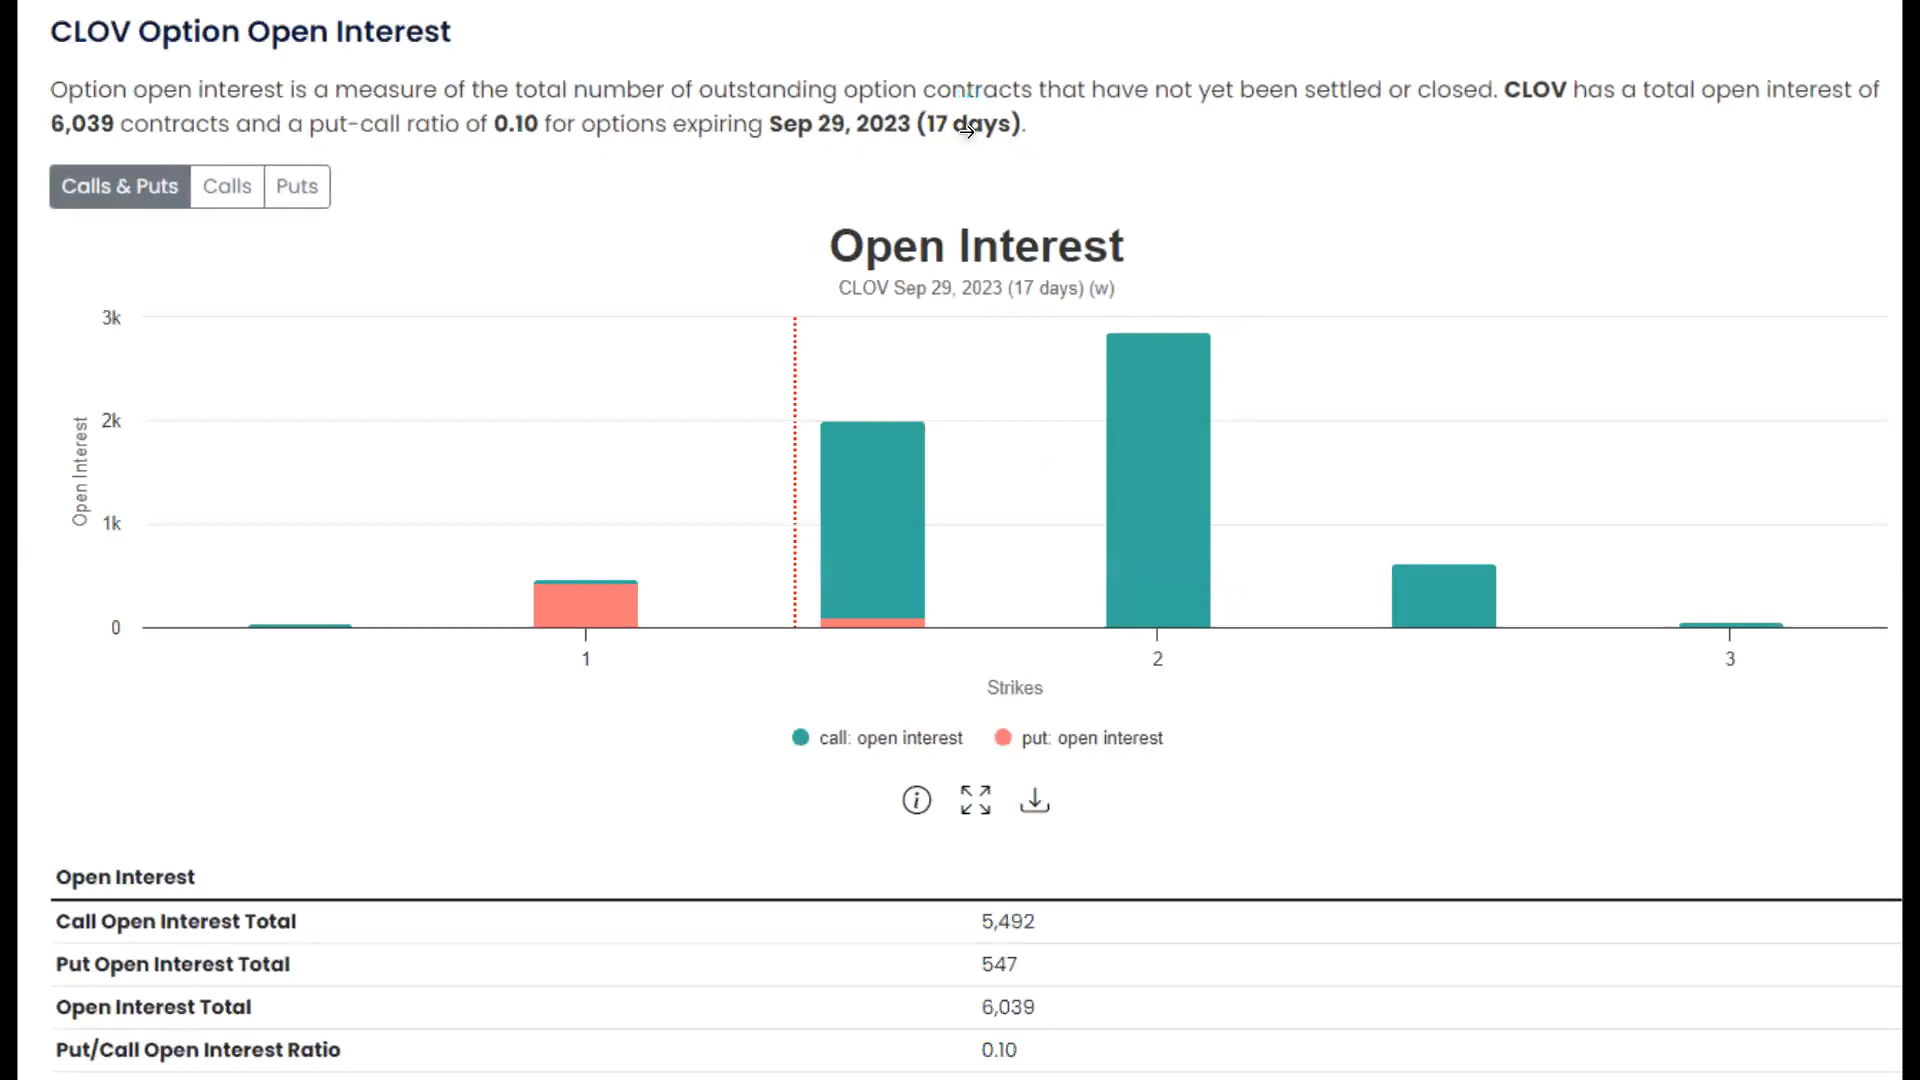 CLOV Option Open Interest
Option open interest is a measure of the total number of outstanding option contracts that have not yet been settled or closed. CLOV has a total open interest of
6,039 contracts and a put-call ratio of 0.10 for options expiring Sep 29, 2023 (17 days).
Calls & Puts Calls Puts
Open Interest
CLOV Sep 29, 2023 (17 days) (w)
3k
2k
1k
0
Open Interest
1 2 3
Strikes
call: open interest put: open interest
Open Interest
Call Open Interest Total 5,492
Put Open Interest Total 547
Open Interest Total 6,039
Put/Call Open Interest Ratio 0.10